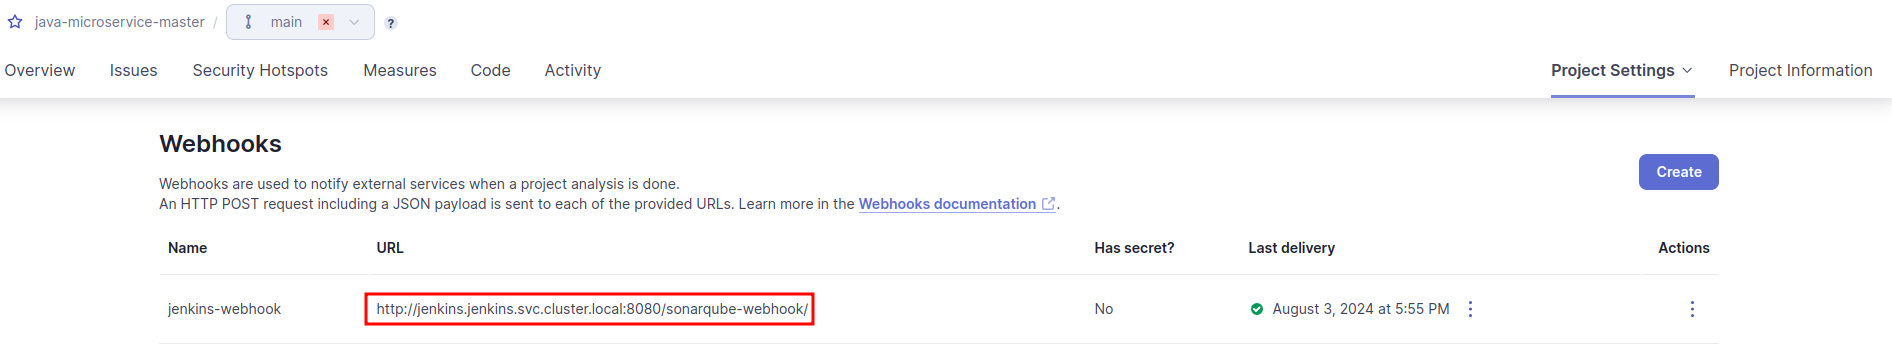 java-microservice-master / main ?
Overview Issues Security Hotspots Measures Code Activity Project Settings Project Information
Webhooks
Create
Webhooks are used to notify external services when a project analysis is done.
An HTTP POST request including a JSON payload is sent to each of the provided URLs. Learn more in the Webhooks documentation.
Name URL Has secret? Last delivery Actions
jenkins-webhook http://jenkins.jenkins.svc.cluster.local:8080/sonarqube-webhook/ No August 3, 2024 at 5:55 PM